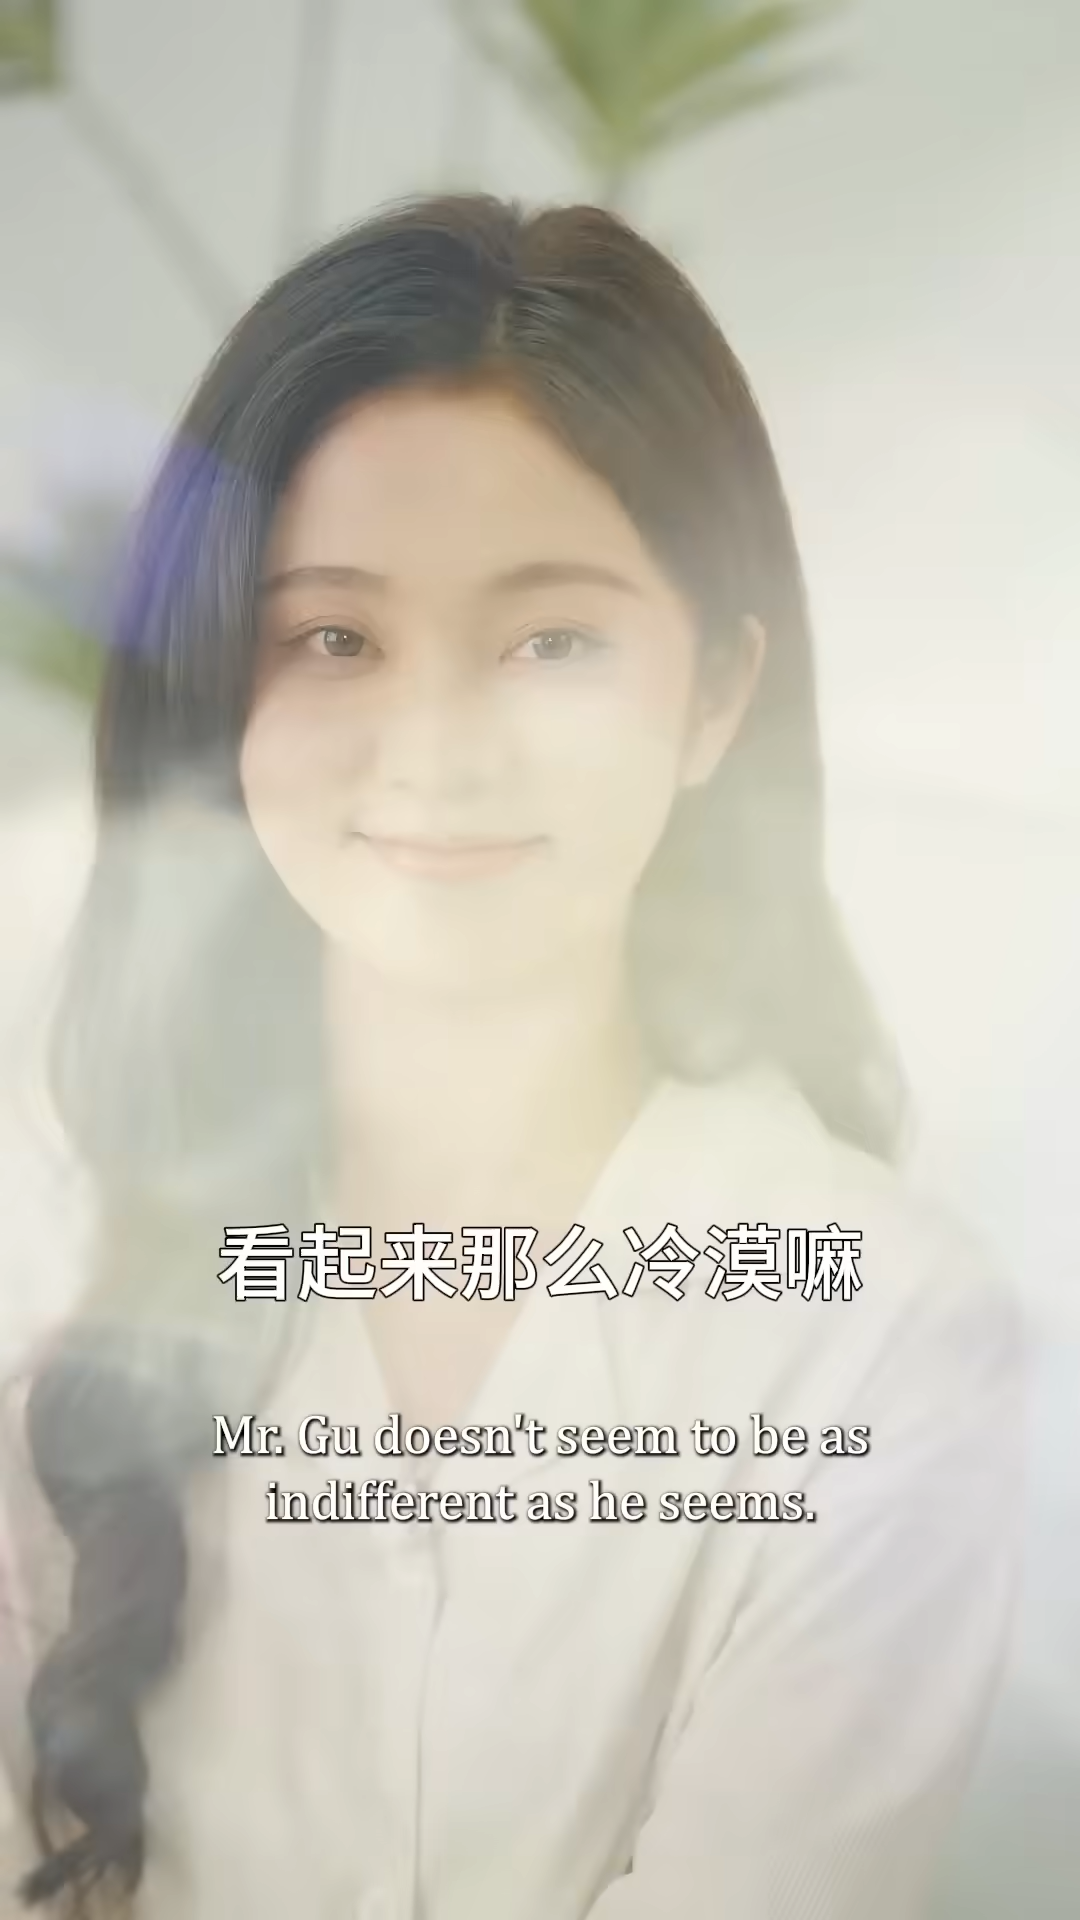 看起来那么冷漠嘛
Mr. Gu doesn't seem to be as
indifferent as he seems.